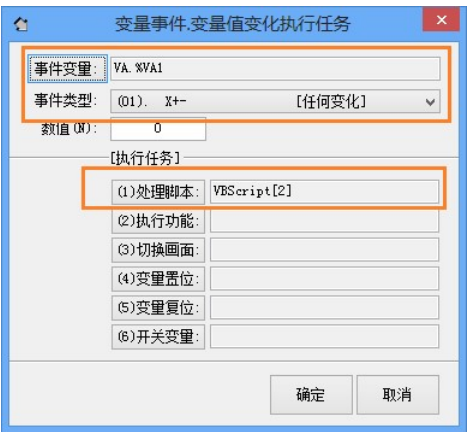 变量事件.变量值变化执行任务
事件变量: VA.%VA1
事件类型: (01). X+- [任何变化]
数值(N): 0
[执行任务]
(1)处理脚本: VBScript[2]
(2)执行功能:
(3)切换画面:
(4)变量置位:
(5)变量复位:
(6)开关变量:
确定 取消